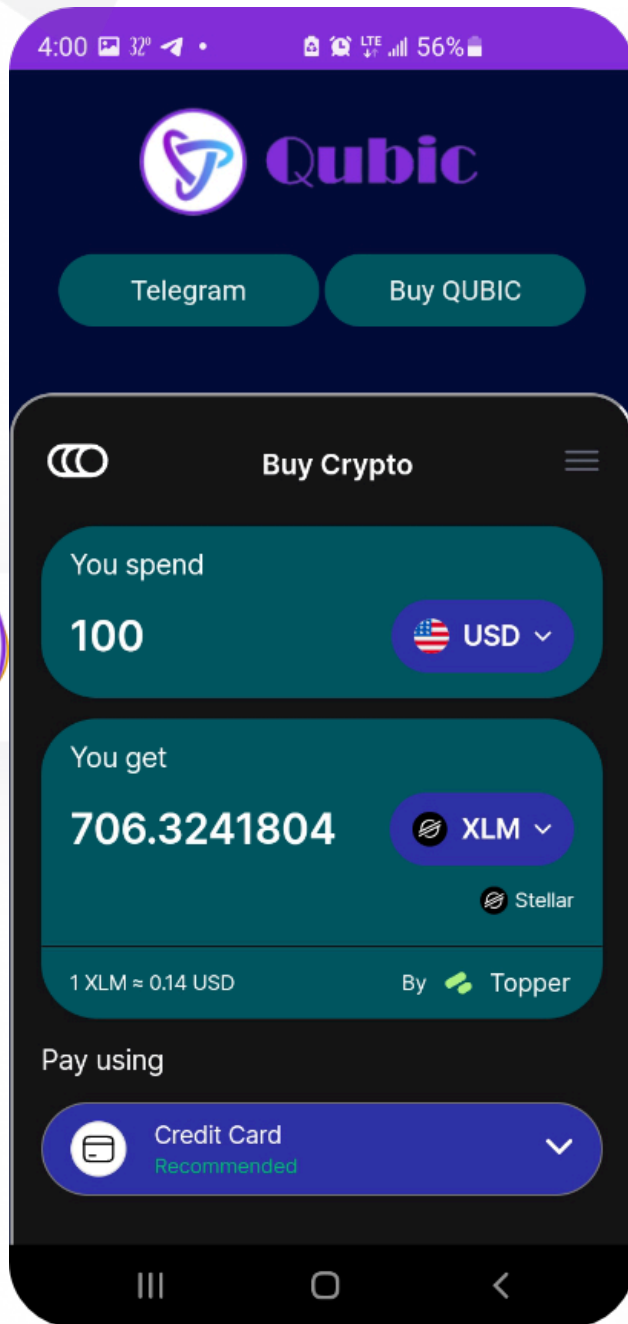 4:00 32° LTE 56%
Qubic
Telegram Buy QUBIC
Buy Crypto
You spend
100 USD
You get
706.3241804 XLM
Stellar
1 XLM ≈ 0.14 USD By Topper
Pay using
Credit Card
Recommended